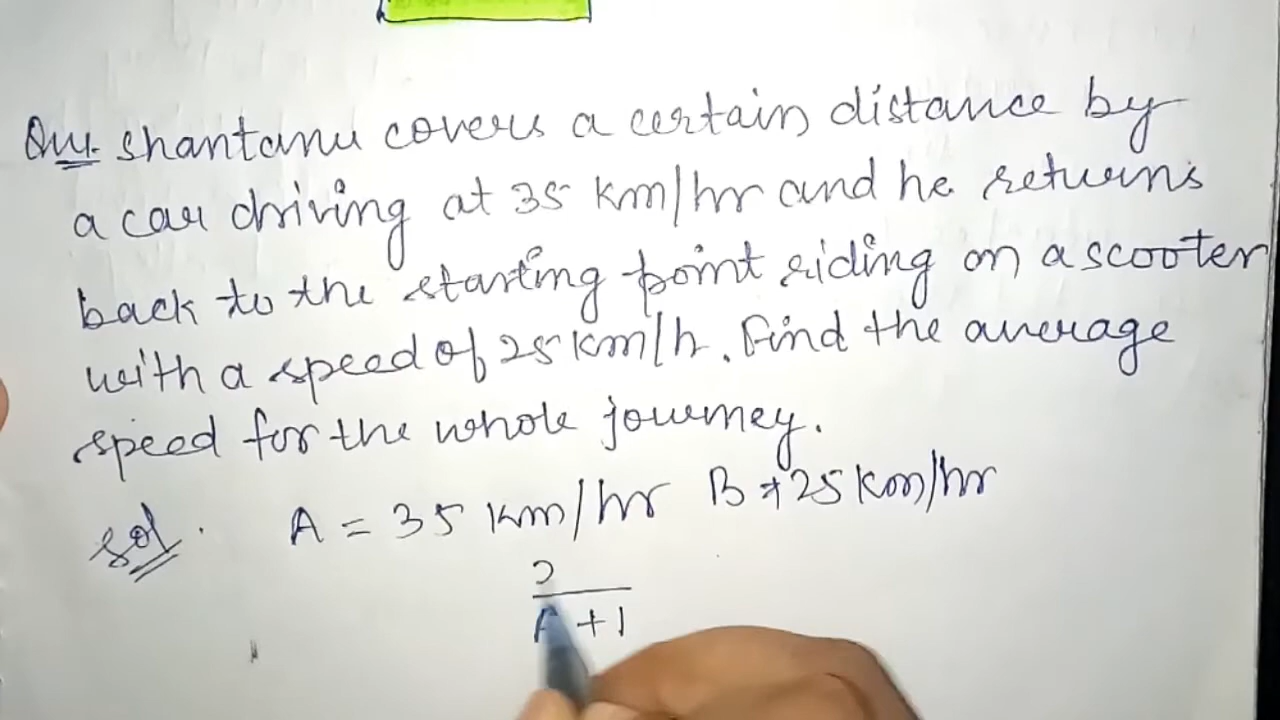 Qus. Shantanu covers a certain distance by
a car driving at 35 km/hr and he returns
back to the starting point riding on a scooter
with a speed of 25 km/h. Find the average
speed for the whole journey.
Sol. A = 35 km/hr B = 25 km/hr
2
+